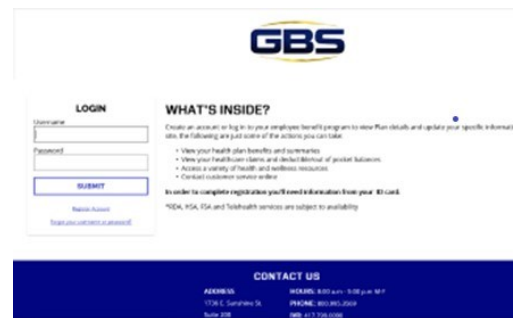 GBS
LOGIN
Username
Password
SUBMIT
Register Account
Forgot your username or password?
WHAT'S INSIDE?
Create an account or log in to your employee benefit program to view Plan details and update your specific informati
site, the following are just some of the actions you can take:
• View your health plan benefits and summaries
• View your healthcare claims and deductible/out of pocket balances
• Access a variety of health and wellness resources
• Contact customer service online
In order to complete registration you'll need information from your ID card.
HSA, FSA and Telehealth services are subject to availability
CONTACT US
ADDRESS
1736 E. Sunshine St.
Suite 200
HOURS: 8:00 a.m - 5:00 p.m M-F
PHONE: